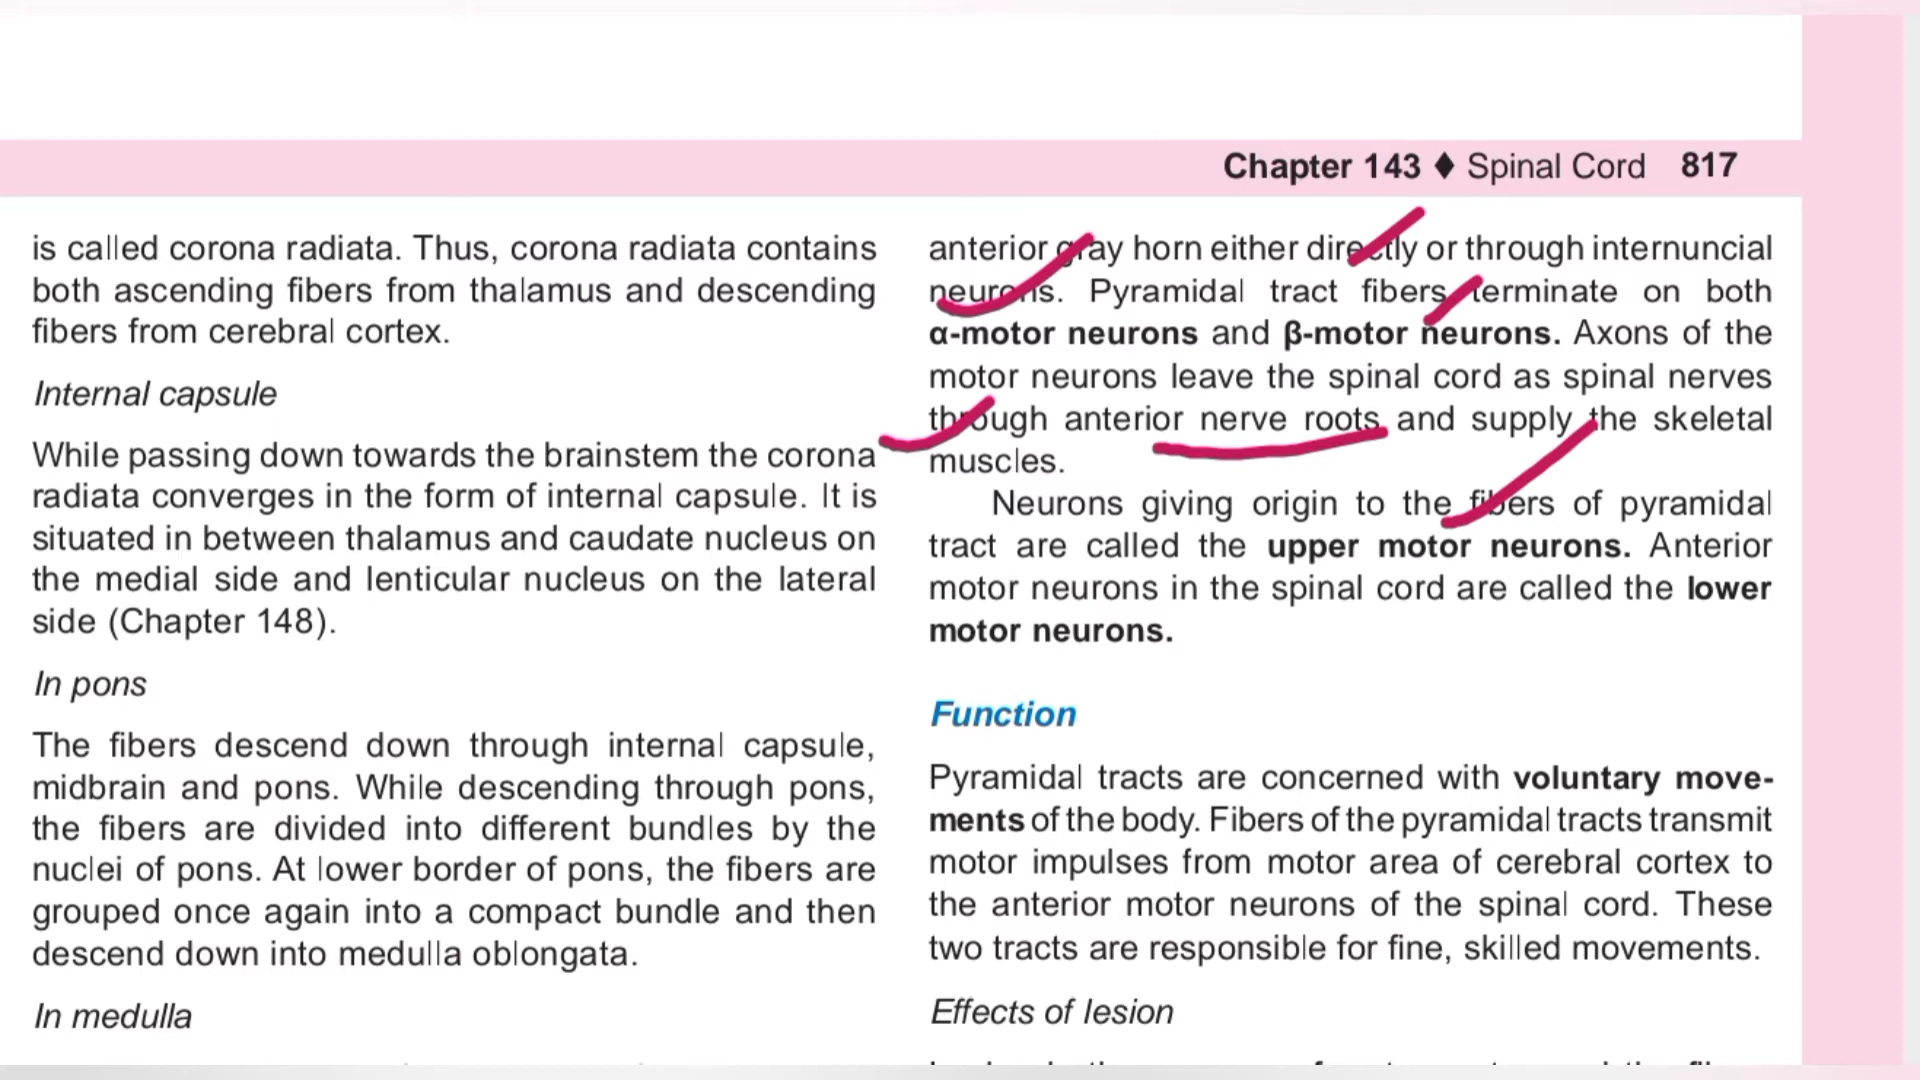 Chapter 143 ♦ Spinal Cord 817
is called corona radiata. Thus, corona radiata contains
both ascending fibers from thalamus and descending
fibers from cerebral cortex.
Internal capsule
While passing down towards the brainstem the corona
radiata converges in the form of internal capsule. It is
situated in between thalamus and caudate nucleus on
the medial side and lenticular nucleus on the lateral
side (Chapter 148).
In pons
The fibers descend down through internal capsule,
midbrain and pons. While descending through pons,
the fibers are divided into different bundles by the
nuclei of pons. At lower border of pons, the fibers are
grouped once again into a compact bundle and then
descend down into medulla oblongata.
In medulla
anterior gray horn either directly or through internuncial
neurons. Pyramidal tract fibers terminate on both
α-motor neurons and β-motor neurons. Axons of the
motor neurons leave the spinal cord as spinal nerves
through anterior nerve roots and supply the skeletal
muscles.
Neurons giving origin to the fibers of pyramidal
tract are called the upper motor neurons. Anterior
motor neurons in the spinal cord are called the lower
motor neurons.
Function
Pyramidal tracts are concerned with voluntary move-
ments of the body. Fibers of the pyramidal tracts transmit
motor impulses from motor area of cerebral cortex to
the anterior motor neurons of the spinal cord. These
two tracts are responsible for fine, skilled movements.
Effects of lesion